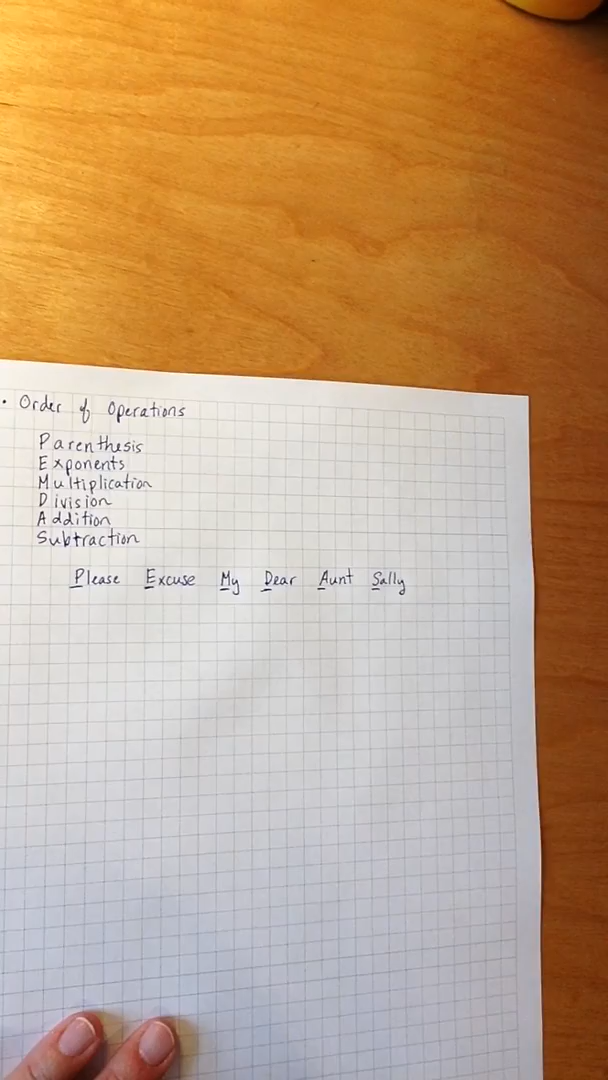 • Order of Operations
Parenthesis
Exponents
Multiplication
Division
Addition
Subtraction
Please Excuse My Dear Aunt Sally